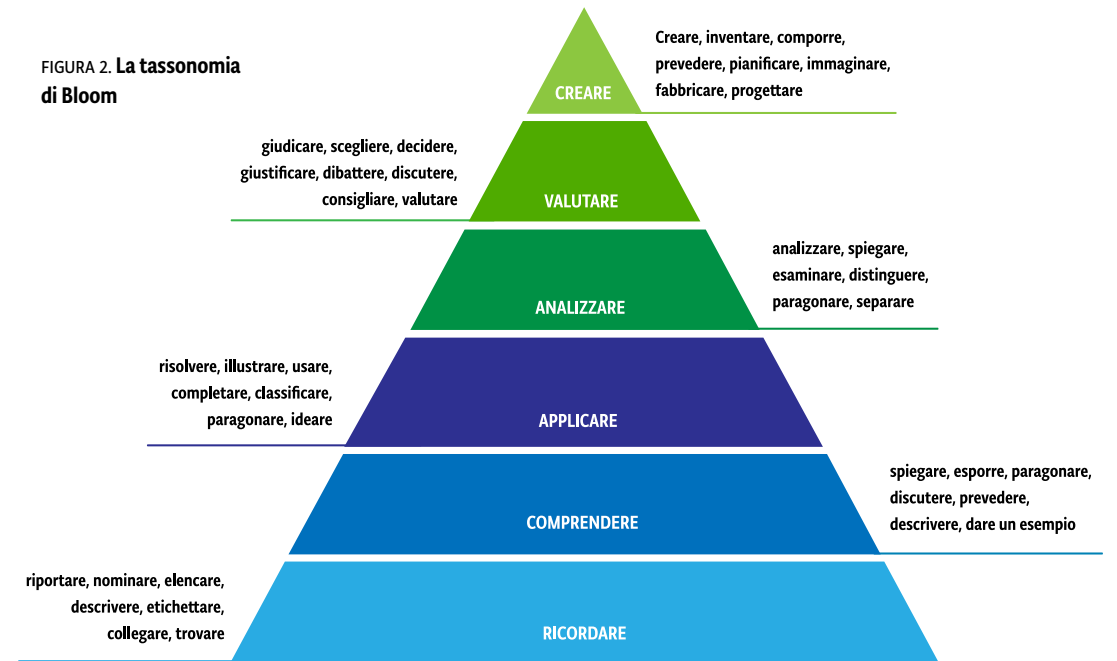 FIGURA 2. La tassonomia
di Bloom
Creare, inventare, comporre,
prevedere, pianificare, immaginare,
fabbricare, progettare
CREARE
giudicare, scegliere, decidere,
giustificare, dibattere, discutere,
consigliare, valutare
VALUTARE
analizzare, spiegare,
esaminare, distinguere,
paragonare, separare
ANALIZZARE
risolvere, illustrare, usare,
completare, classificare,
paragonare, ideare
APPLICARE
spiegare, esporre, paragonare,
discutere, prevedere,
descrivere, dare un esempio
COMPRENDERE
riportare, nominare, elencare,
descrivere, etichettare,
collegare, trovare
RICORDARE